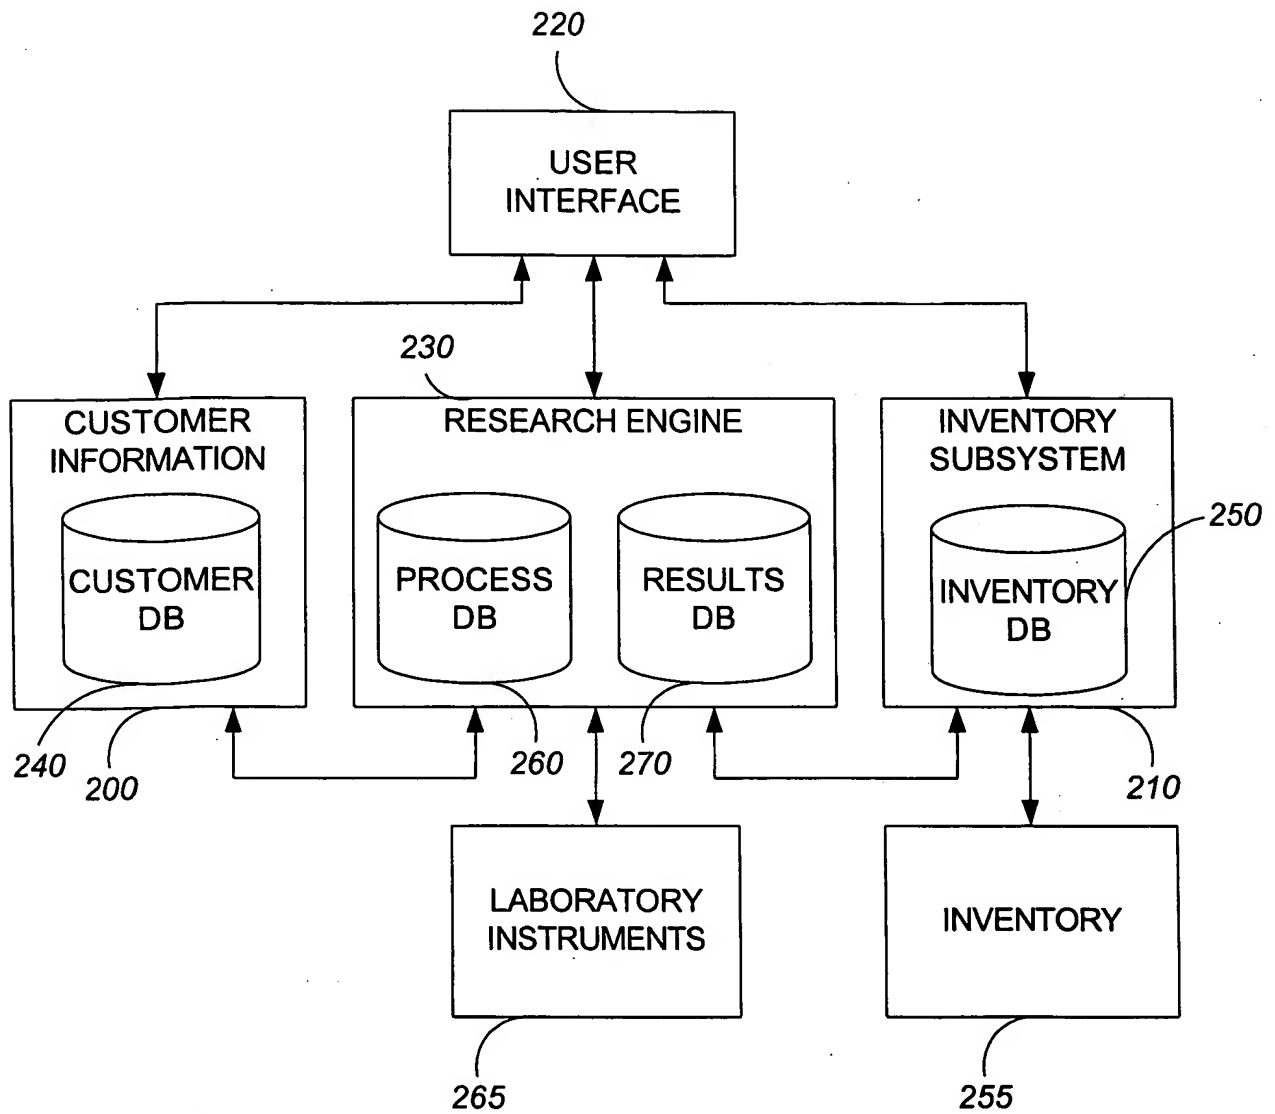 220
USER
INTERFACE
230
CUSTOMER
INFORMATION
RESEARCH ENGINE
INVENTORY
SUBSYSTEM
250
CUSTOMER
DB
PROCESS
DB
RESULTS
DB
INVENTORY
DB
240
200
260
270
210
LABORATORY
INSTRUMENTS
INVENTORY
265
255